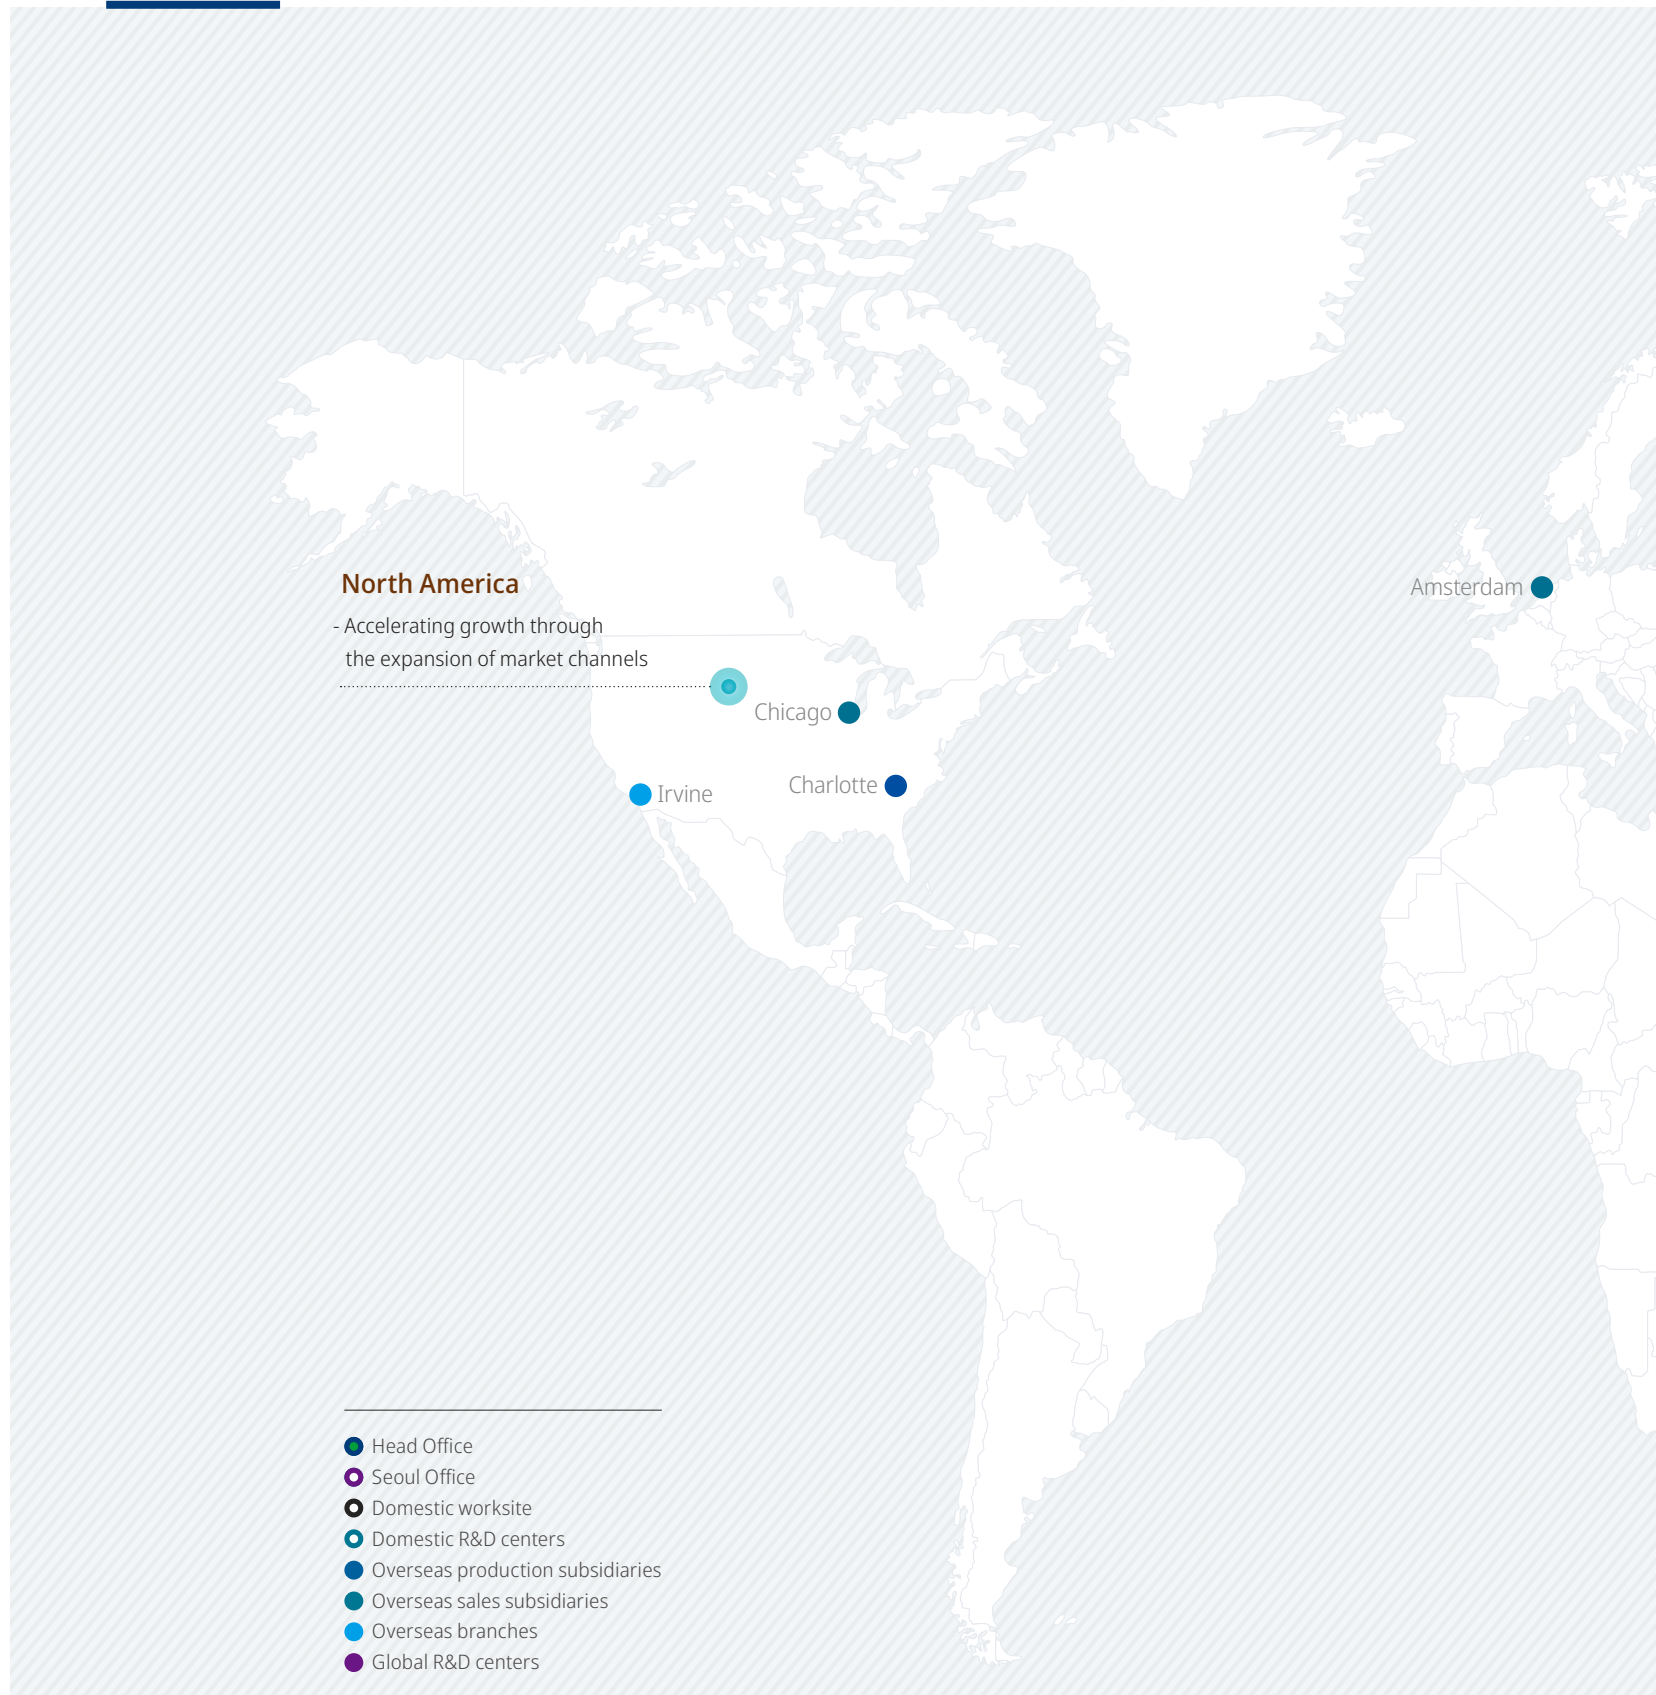 North America
- Accelerating growth through
the expansion of market channels
Amsterdam
Chicago
Charlotte
Irvine
Head Office
Seoul Office
Domestic worksite
Domestic R&D centers
Overseas production subsidiaries
Overseas sales subsidiaries
Overseas branches
Global R&D centers